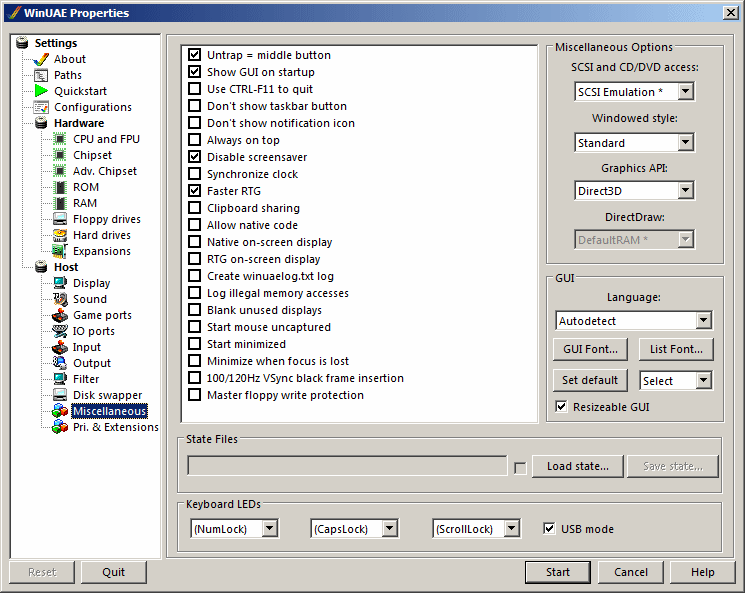 WinUAE Properties
Settings
About
Paths
Quickstart
Configurations
Hardware
CPU and FPU
Chipset
Adv. Chipset
ROM
RAM
Floppy drives
Hard drives
Expansions
Host
Display
Sound
Game ports
IO ports
Input
Output
Filter
Disk swapper
Miscellaneous
Pri. & Extensions
Untrap = middle button
Show GUI on startup
Use CTRL-F11 to quit
Don't show taskbar button
Don't show notification icon
Always on top
Disable screensaver
Synchronize clock
Faster RTG
Clipboard sharing
Allow native code
Native on-screen display
RTG on-screen display
Create winuaelog.txt log
Log illegal memory accesses
Blank unused displays
Start mouse uncaptured
Start minimized
Minimize when focus is lost
100/120Hz VSync black frame insertion
Master floppy write protection
Miscellaneous Options
SCSI and CD/DVD access:
SCSI Emulation *
Windowed style:
Standard
Graphics API:
Direct3D
DirectDraw:
DefaultRAM *
GUI
Language:
Autodetect
GUI Font... List Font...
Set default Select
Resizeable GUI
State Files
Load state... Save state...
Keyboard LEDs
(NumLock) (CapsLock) (ScrollLock) USB mode
Reset Quit Start Cancel Help